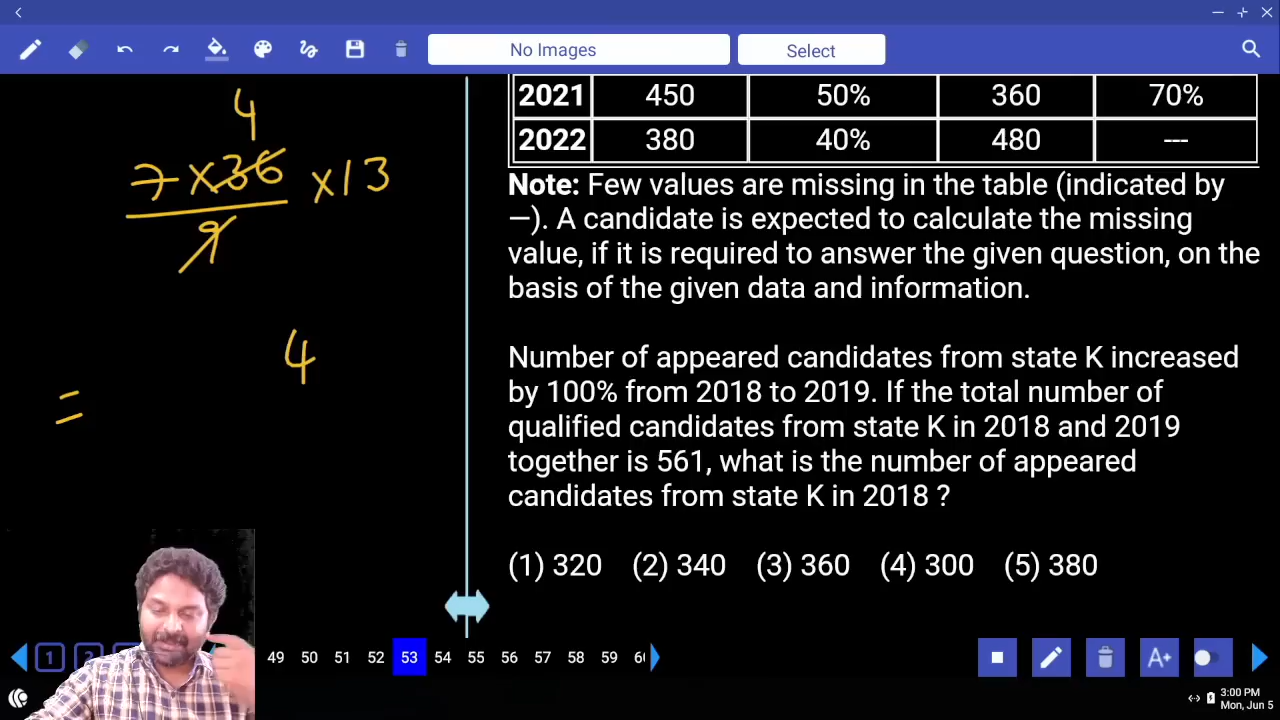 No Images
Select
4
7 x 36 x 13
9
4
=
2021 450 50% 360 70%
2022 380 40% 480 ---
Note: Few values are missing in the table (indicated by
—). A candidate is expected to calculate the missing
value, if it is required to answer the given question, on the
basis of the given data and information.
Number of appeared candidates from state K increased
by 100% from 2018 to 2019. If the total number of
qualified candidates from state K in 2018 and 2019
together is 561, what is the number of appeared
candidates from state K in 2018 ?
(1) 320 (2) 340 (3) 360 (4) 300 (5) 380
1 49 50 51 52 53 54 55 56 57 58 59
A+
3:00 PM
Mon, Jun 5